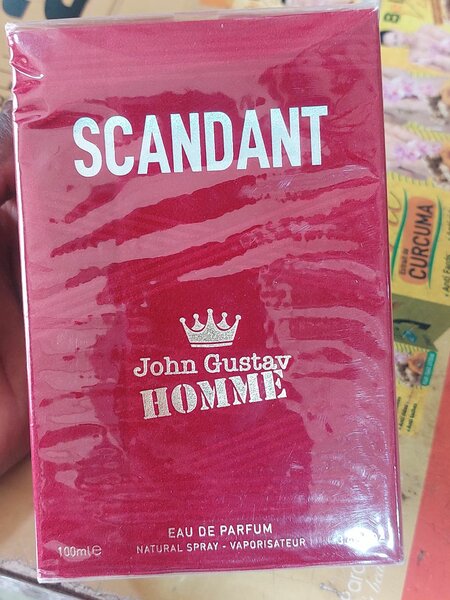 SCANDANT
John Gustav
HOMME
EAU DE PARFUM
100ml e
NATURAL SPRAY - VAPORISATEUR
CURCUMA